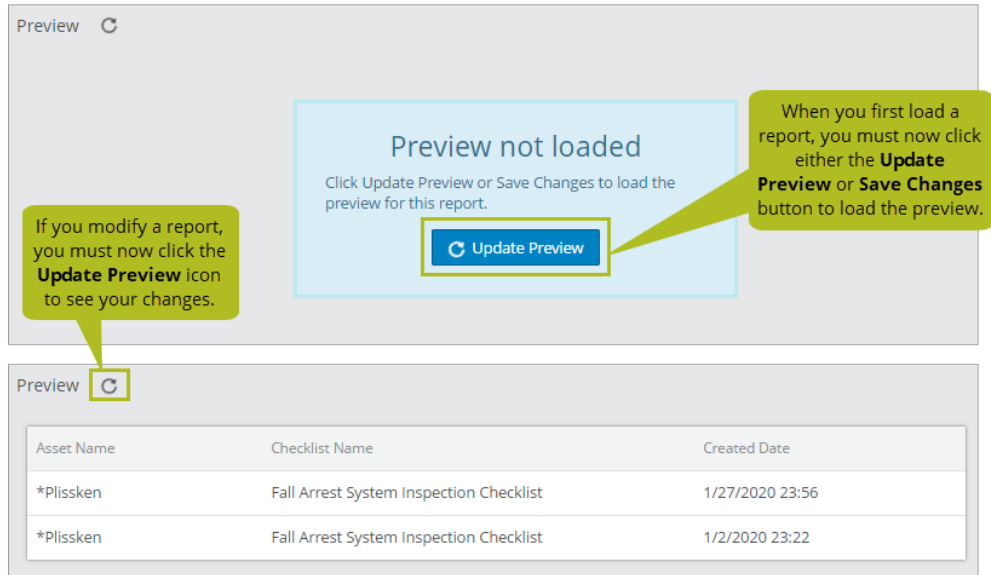 Preview
Preview not loaded
Click Update Preview or Save Changes to load the
preview for this report.
Update Preview
When you first load a
report, you must now click
either the Update
Preview or Save Changes
button to load the preview.
If you modify a report,
you must now click the
Update Preview icon
to see your changes.
Preview
Asset Name Checklist Name Created Date
*Plissken Fall Arrest System Inspection Checklist 1/27/2020 23:56
*Plissken Fall Arrest System Inspection Checklist 1/2/2020 23:22